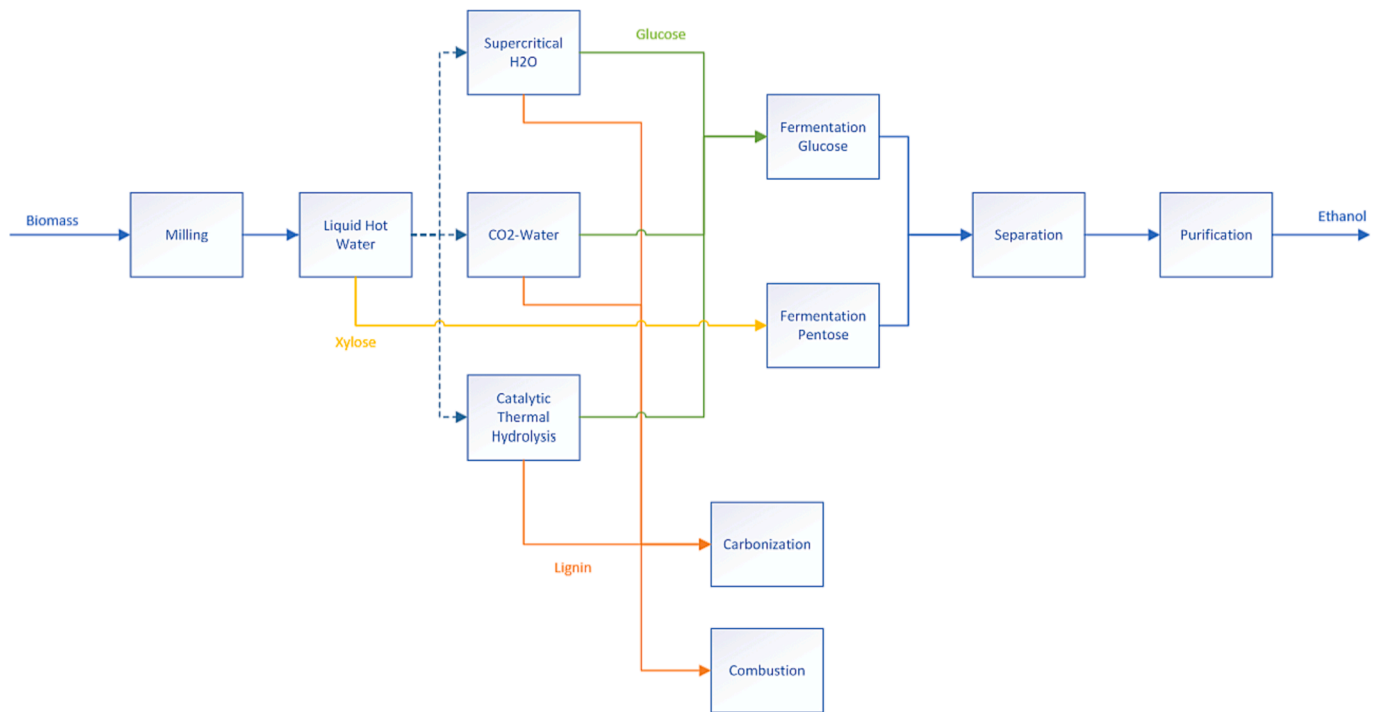 Supercritical
H2O
Glucose
Fermentation
Glucose
Biomass
Milling
Liquid Hot
Water
CO2-Water
Separation
Purification
Ethanol
Xylose
Fermentation
Pentose
Catalytic
Thermal
Hydrolysis
Carbonization
Lignin
Combustion